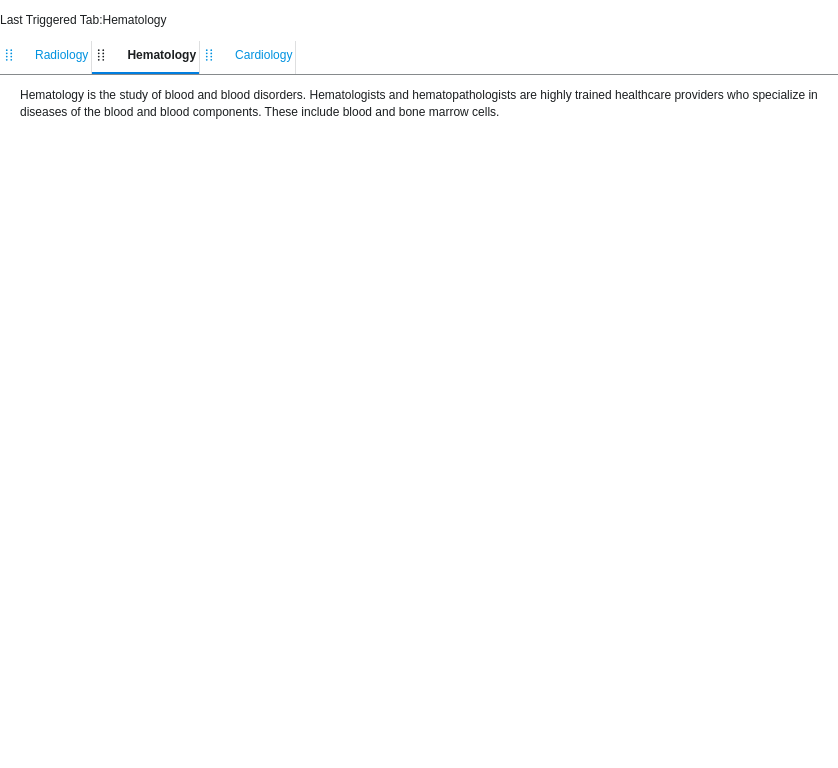 Last Triggered Tab:Hematology
Radiology Hematology Cardiology
Hematology is the study of blood and blood disorders. Hematologists and hematopathologists are highly trained healthcare providers who specialize in
diseases of the blood and blood components. These include blood and bone marrow cells.